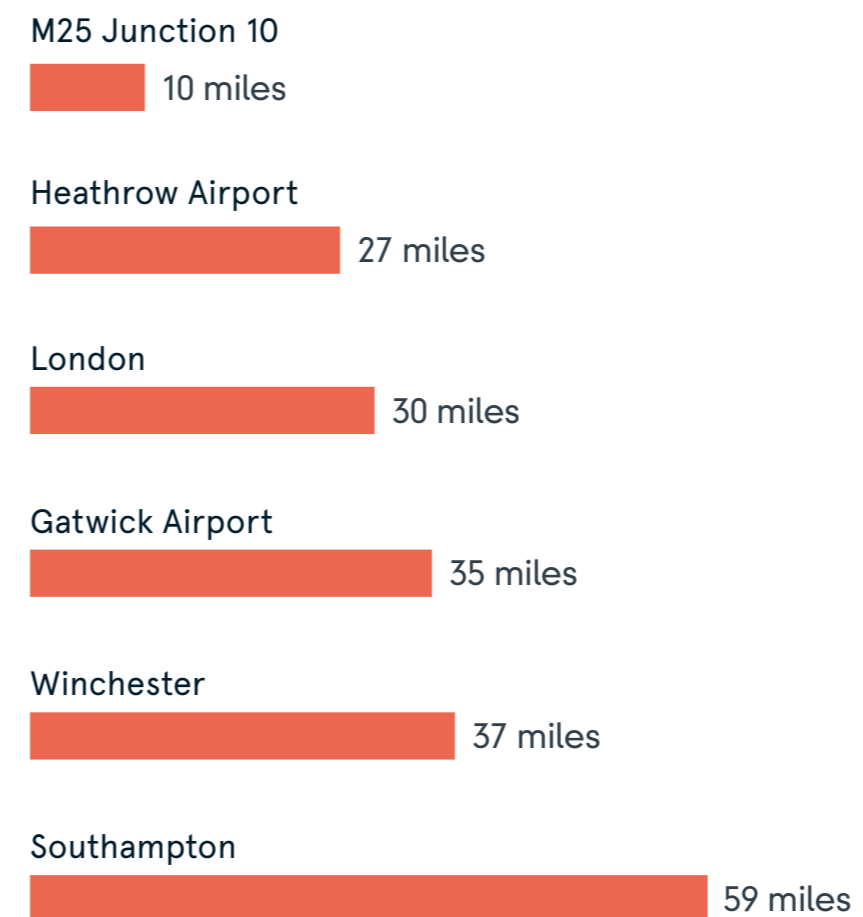 M25 Junction 10
10 miles
Heathrow Airport
27 miles
London
30 miles
Gatwick Airport
35 miles
Winchester
37 miles
Southampton
59 miles